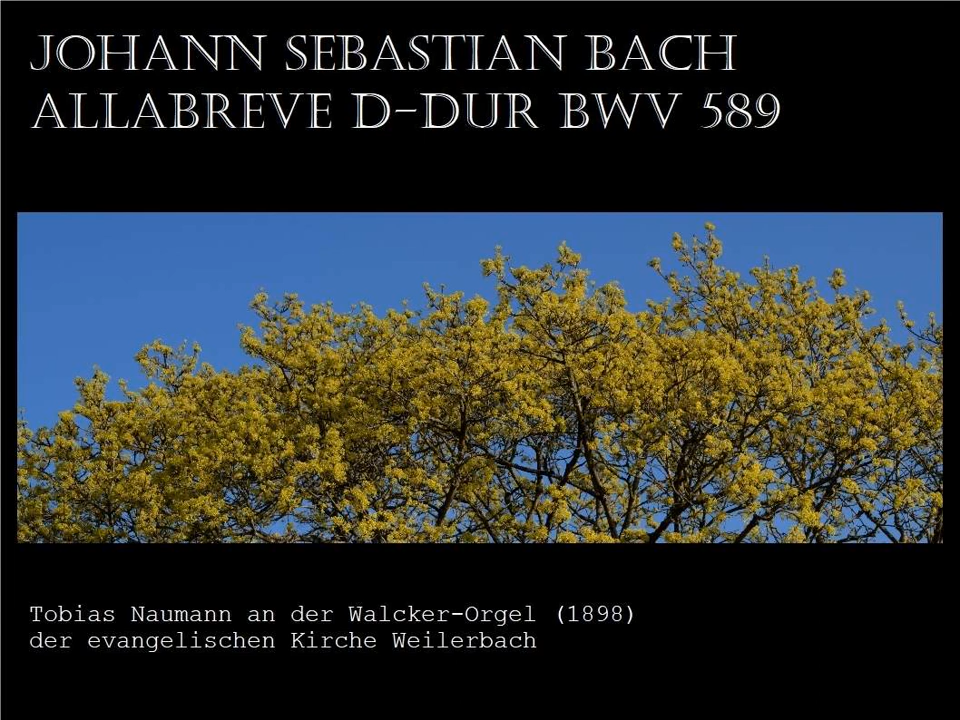 JOHANN SEBASTIAN BACH
ALLABREVE D-DUR BWV 589
Tobias Naumann an der Walcker-Orgel (1898)
der evangelischen Kirche Weilerbach